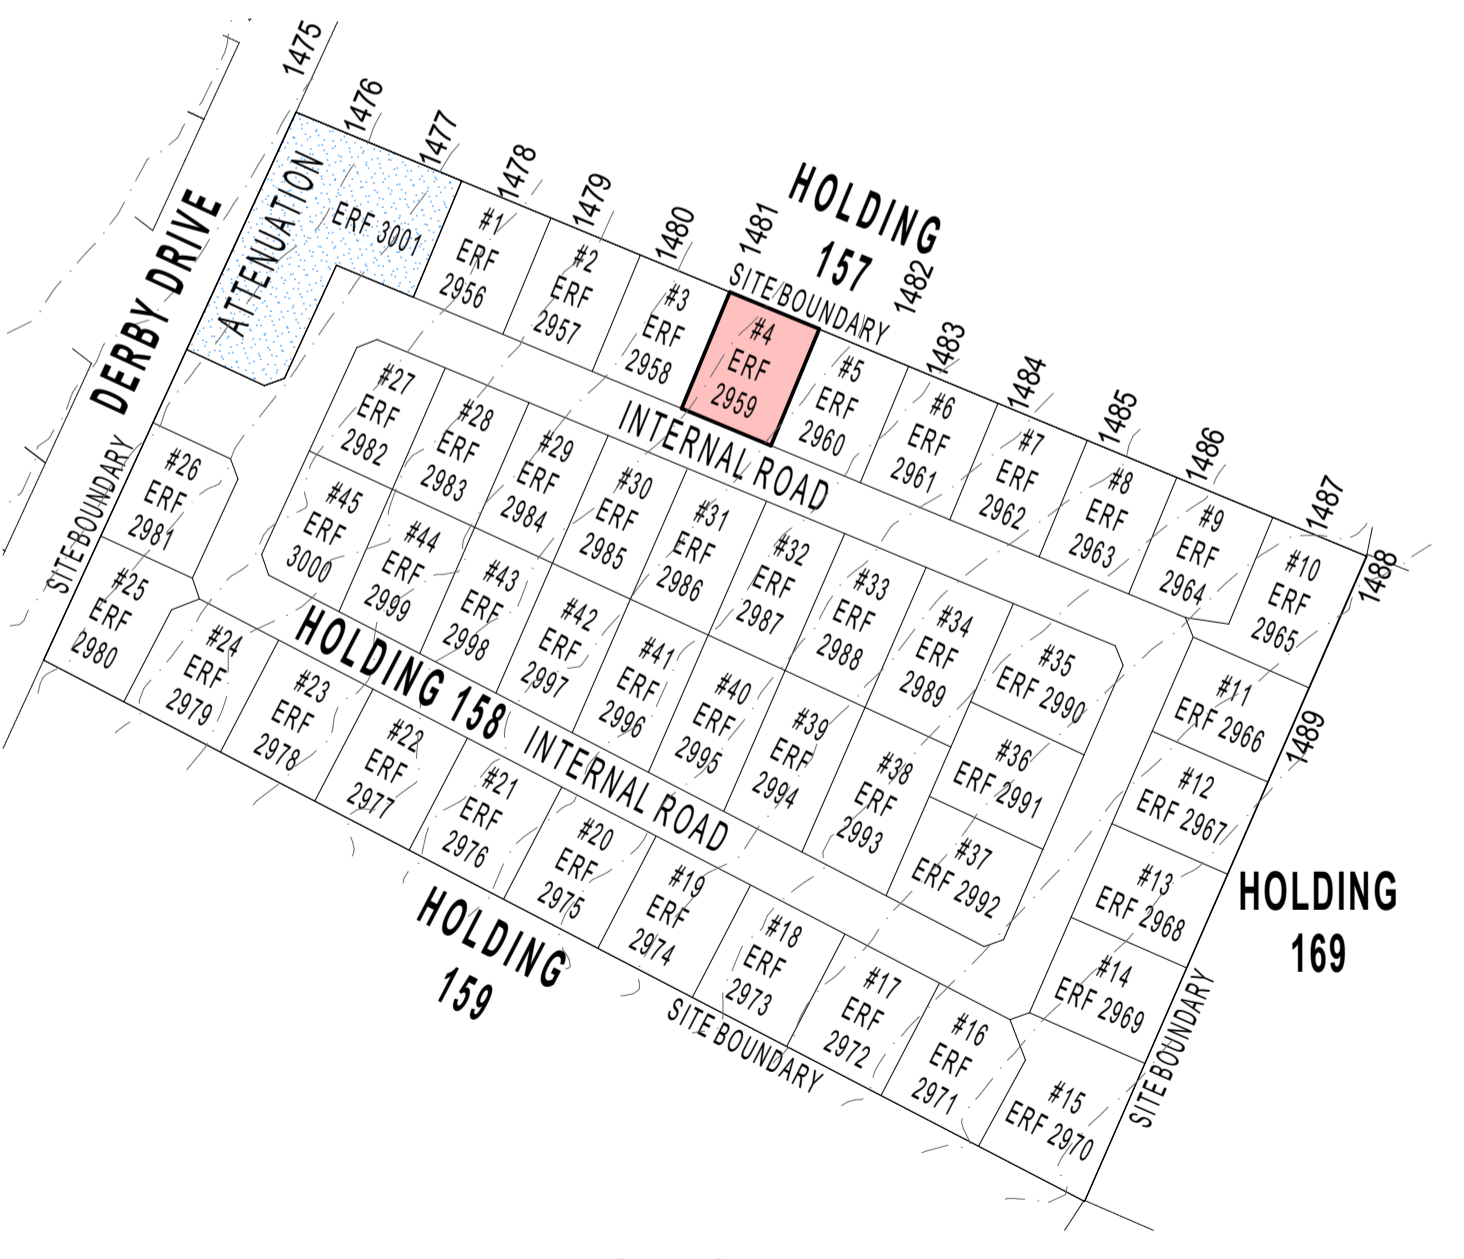 1475
1476
1477
1478
1479
1480
1481
1482
1483
1484
1485
1486
1487
1488
1489
HOLDING
157
SITE BOUNDARY
DERBY DRIVE
ATTENUATION
ERF 3001
#1
ERF
2956
#2
ERF
2957
#3
ERF
2958
#4
ERF
2959
#5
ERF
2960
#6
ERF
2961
#7
ERF
2962
#8
ERF
2963
#9
ERF
2964
#10
ERF
2965
INTERNAL ROAD
#11
ERF 2966
#12
ERF 2967
#13
ERF 2968
#14
ERF 2969
#15
ERF 2970
#16
ERF
2971
#17
ERF
2972
#18
ERF
2973
#19
ERF
2974
#20
ERF
2975
#21
ERF
2976
#22
ERF
2977
#23
ERF
2978
#24
ERF
2979
#25
ERF
2980
#26
ERF
2981
SITE BOUNDARY
#27
ERF
2982
#28
ERF
2983
#29
ERF
2984
#30
ERF
2985
#31
ERF
2986
#32
ERF
2987
#33
ERF
2988
#34
ERF
2989
#35
ERF 2990
#36
ERF 2991
#37
ERF 2992
#38
ERF
2993
#39
ERF
2994
#40
ERF
2995
#41
ERF
2996
#42
ERF
2997
#43
ERF
2998
#44
ERF
2999
#45
ERF
3000
HOLDING 158
INTERNAL ROAD
HOLDING
159
SITE BOUNDARY
HOLDING
169
SITE BOUNDARY